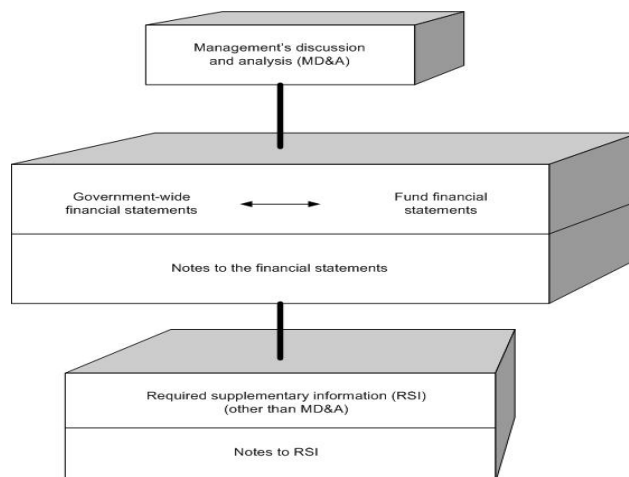 Management's discussion
and analysis (MD&A)
Government-wide
financial statements
Fund financial
statements
Notes to the financial statements
Required supplementary information (RSI)
(other than MD&A)
Notes to RSI